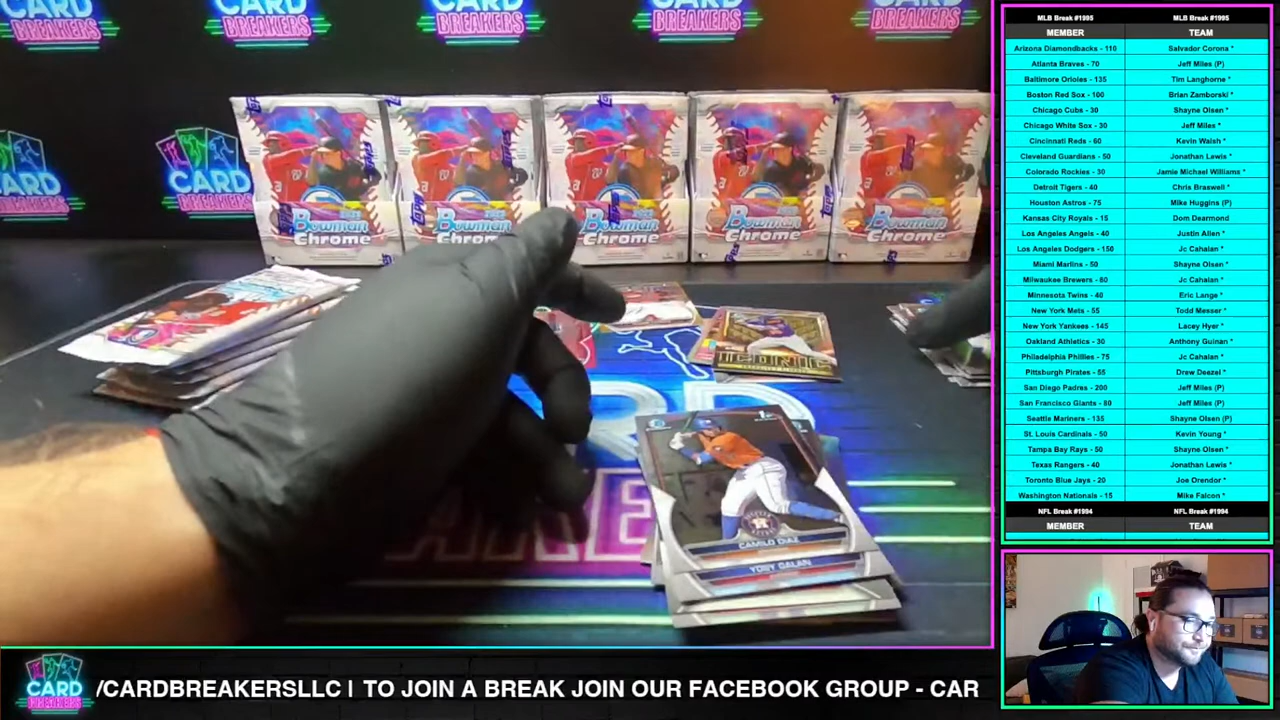 CARD
BREAKERS
CARD
BREAKERS
CARD
BREAKERS
BREAKERS
BREAKERS
CARD
BREAKERS
CARD
BREAKERS
Bowman
Chrome
Bowman
Chrome
Bowman
Chrome
Bowman
Chrome
Bowman
Chrome
ICONIC
CARD
CAMILO DIAZ
YOBY GALAN
MLB Break #1995 MLB Break #1995
MEMBER TEAM
Arizona Diamondbacks - 110 Salvador Corona *
Atlanta Braves - 70 Jeff Miles (P)
Baltimore Orioles - 135 Tim Langhorne *
Boston Red Sox - 100 Brian Zamborski *
Chicago Cubs - 30 Shayne Olsen *
Chicago White Sox - 30 Jeff Miles *
Cincinnati Reds - 60 Kevin Walsh *
Cleveland Guardians - 50 Jonathan Lewis *
Colorado Rockies - 30 Jamie Michael Williams *
Detroit Tigers - 40 Chris Braswell *
Houston Astros - 75 Mike Huggins (P)
Kansas City Royals - 15 Dom Dearmond
Los Angeles Angels - 40 Justin Allen *
Los Angeles Dodgers - 150 Jc Cahalan *
Miami Marlins - 50 Shayne Olsen *
Milwaukee Brewers - 60 Jc Cahalan *
Minnesota Twins - 40 Eric Lange *
New York Mets - 55 Todd Messer *
New York Yankees - 145 Lacey Hyer *
Oakland Athletics - 30 Anthony Guinan *
Philadelphia Phillies - 75 Jc Cahalan *
Pittsburgh Pirates - 55 Drew Deezel *
San Diego Padres - 200 Jeff Miles (P)
San Francisco Giants - 80 Jeff Miles (P)
Seattle Mariners - 135 Shayne Olsen (P)
St. Louis Cardinals - 50 Kevin Young *
Tampa Bay Rays - 50 Shayne Olsen *
Texas Rangers - 40 Jonathan Lewis *
Toronto Blue Jays - 20 Joe Orendor *
Washington Nationals - 15 Mike Falcon *
NFL Break #1994 NFL Break #1994
MEMBER TEAM
CARD
BREAKERS
/CARDBREAKERSLLC | TO JOIN A BREAK JOIN OUR FACEBOOK GROUP - CAR